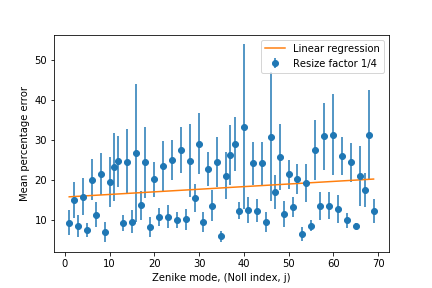 Linear regression
Resize factor 1/4
50
40
30
20
10
Mean percentage error
0 10 20 30 40 50 60 70
Zenike mode, (Noll index, j)